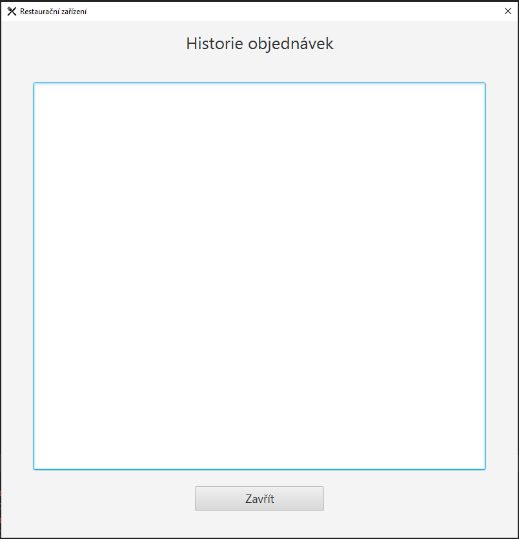 Restaurační zařízení
Historie objednávek
Zavřít